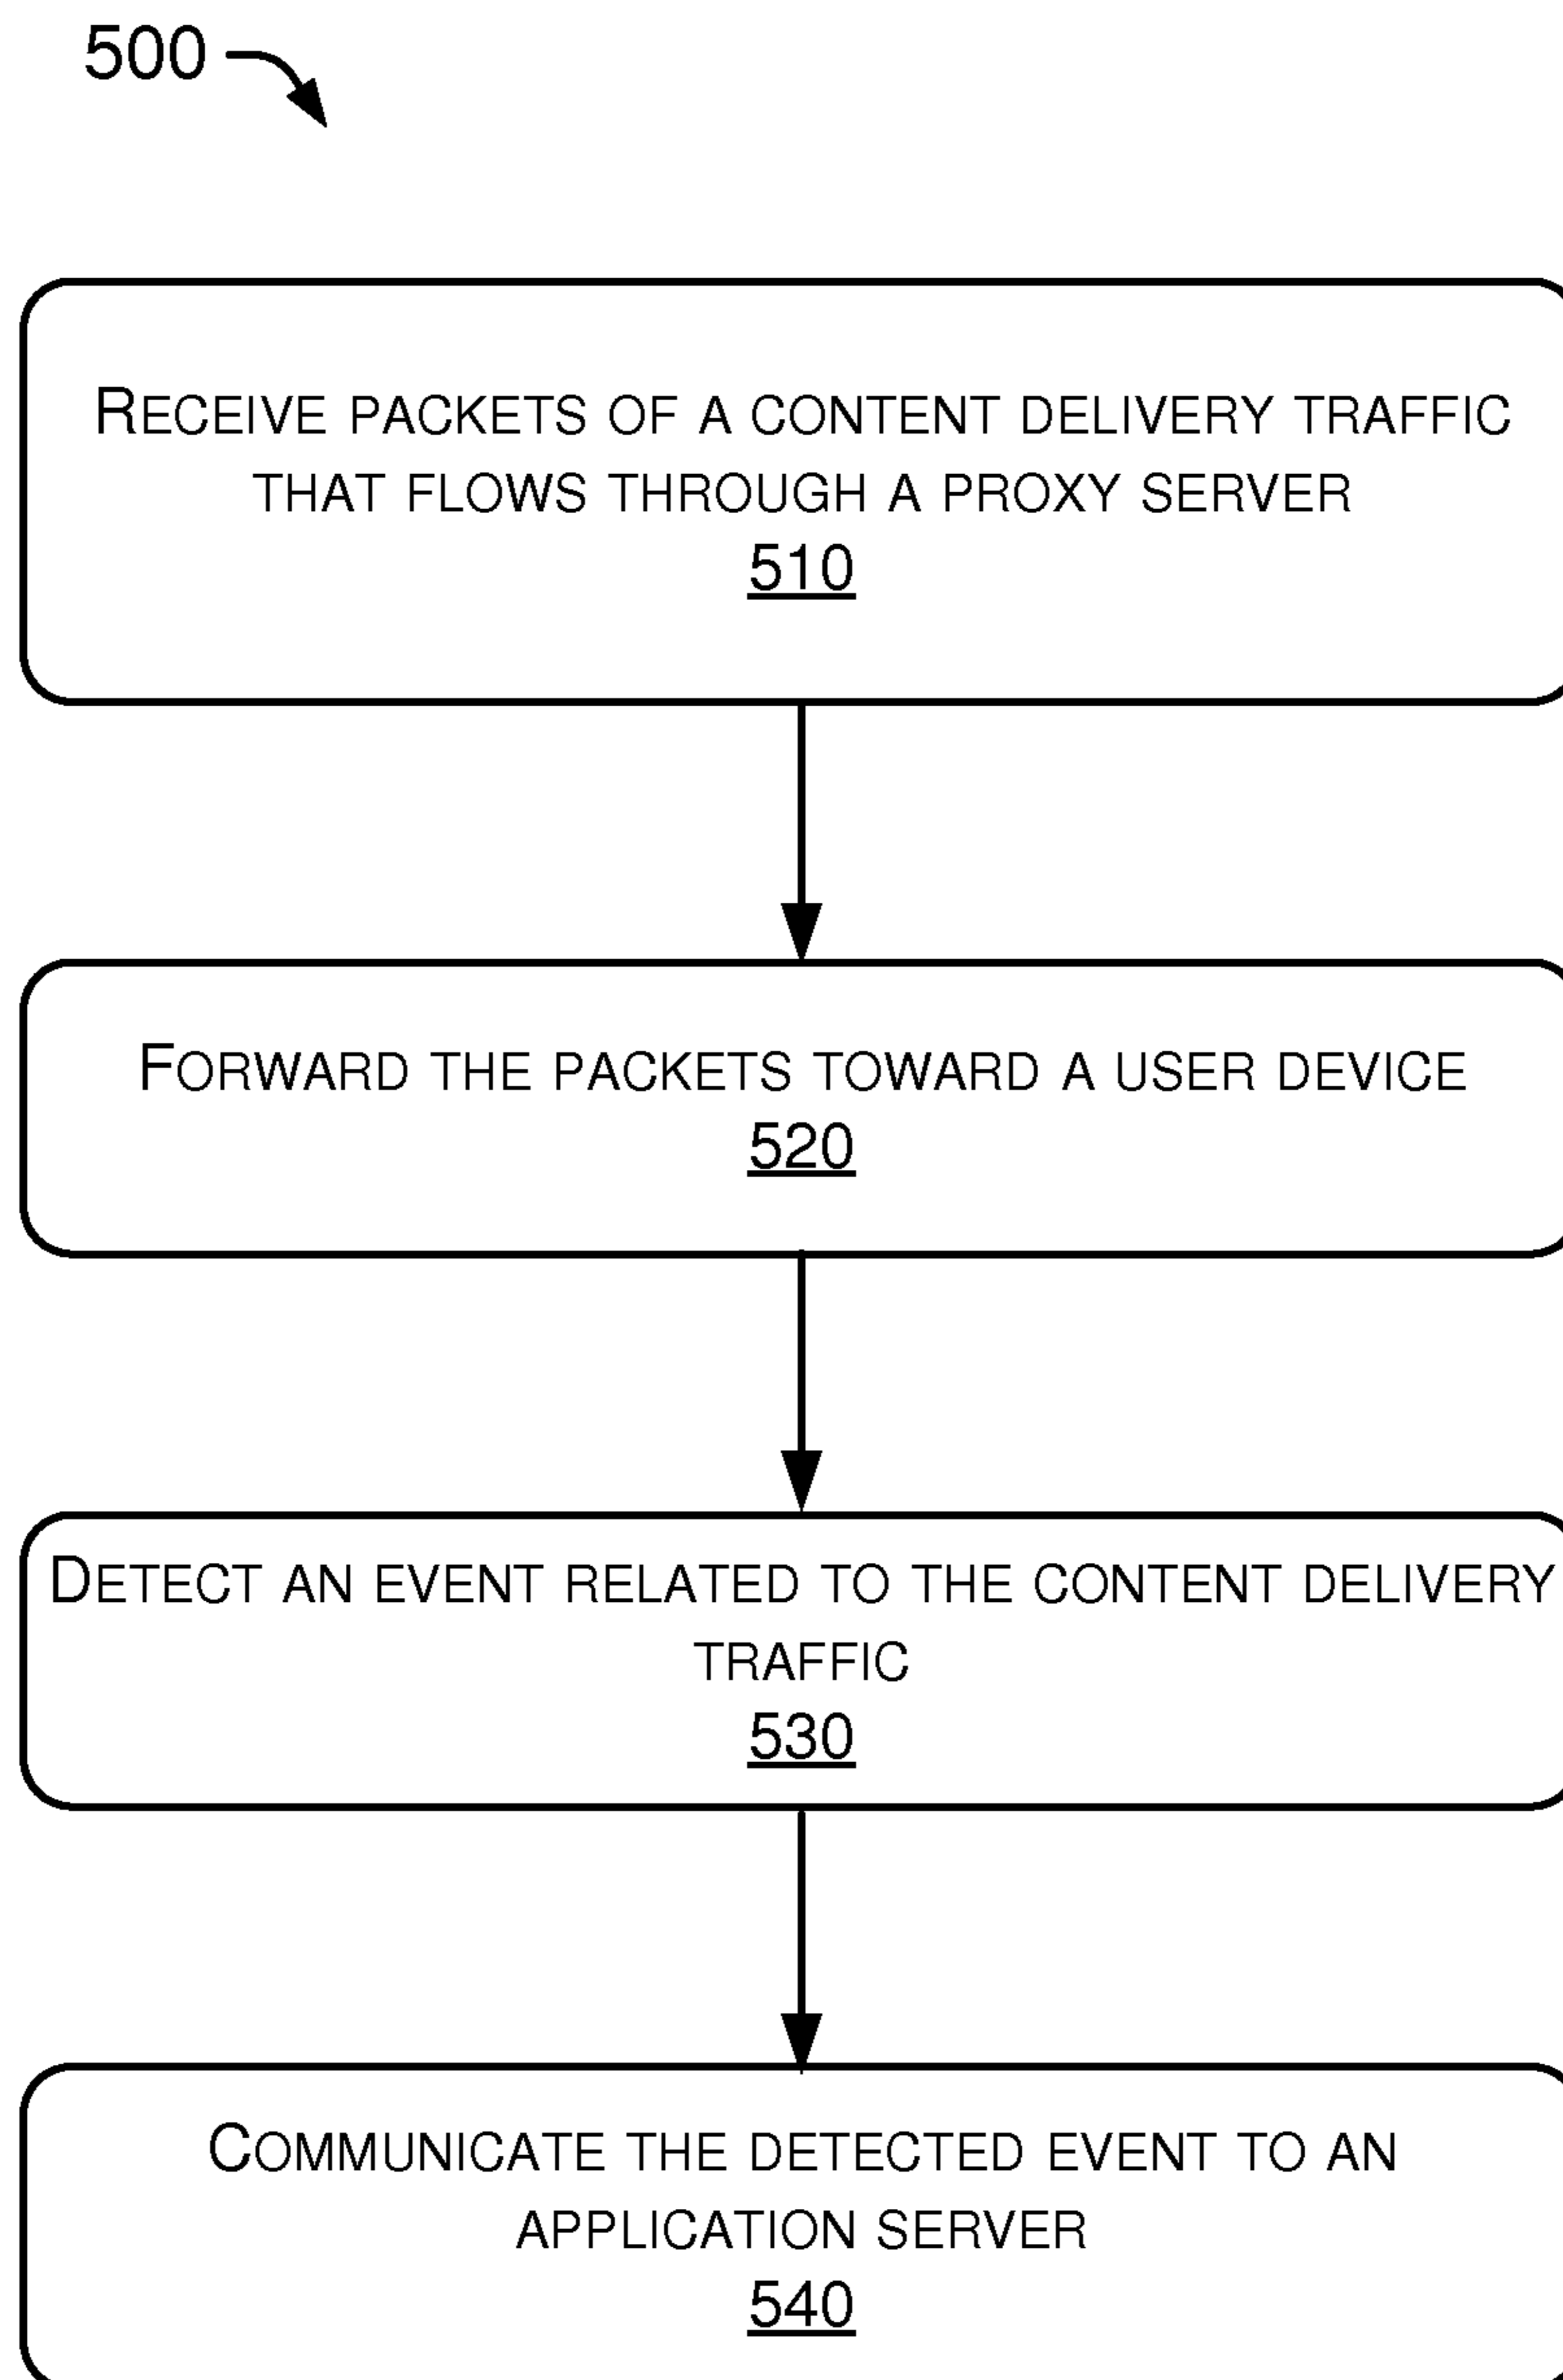 500
RECEIVE PACKETS OF A CONTENT DELIVERY TRAFFIC
THAT FLOWS THROUGH A PROXY SERVER
510
FORWARD THE PACKETS TOWARD A USER DEVICE
520
DETECT AN EVENT RELATED TO THE CONTENT DELIVERY
TRAFFIC
530
COMMUNICATE THE DETECTED EVENT TO AN
APPLICATION SERVER
540